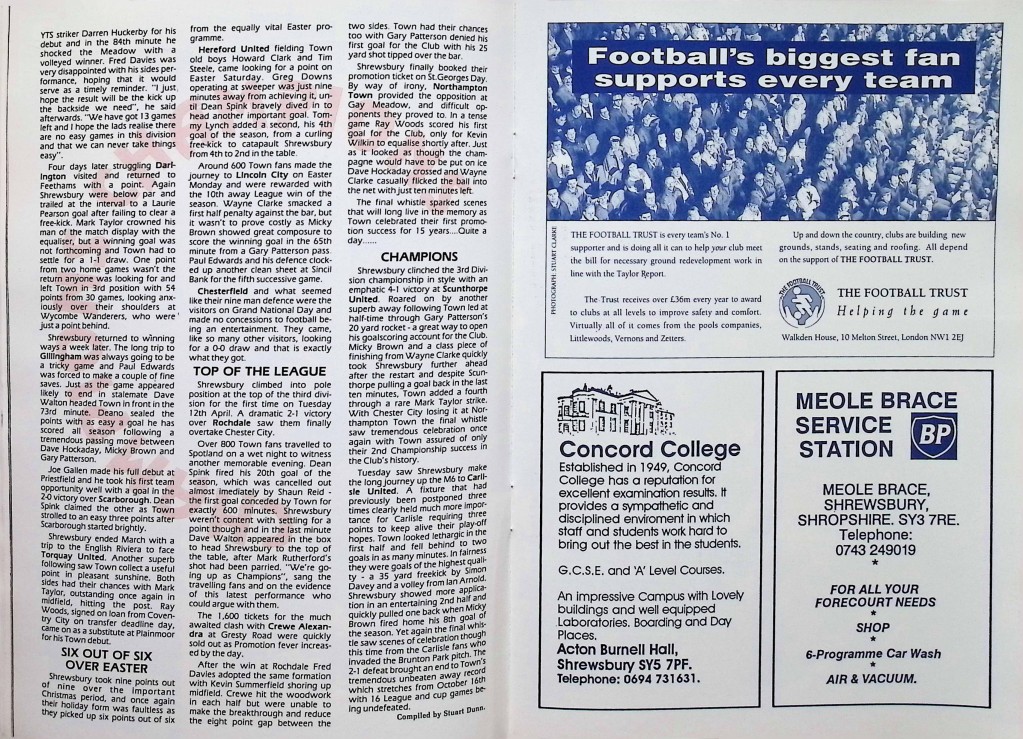 YTS striker Darren Huckerby for his
debut and in the 84th minute he
shocked the Meadow with a
volleyed winner. Fred Davies was
very disappointed with his sides per-
formance, hoping that it would
serve as a timely reminder. "I just
hope the result will be the kick up
the backside we need", he said
afterwards. "We have got 13 games
left and I hope the lads realise there
are no easy games in this division
and that we can never take things
easy".
Four days later struggling Darl-
ington visited and returned to
Feethams with a point. Again
Shrewsbury were below par and
trailed at the interval to a Laurie
Pearson goal after failing to clear a
free-kick. Mark Taylor crowned his
man of the match display with the
equaliser, but a winning goal was
not forthcoming and Town had to
settle for a 1-1 draw. One point
from two home games wasn't the
return anyone was looking for and
left Town in 3rd position with 54
points from 30 games, looking anx-
iously over their shoulders at
Wycombe Wanderers, who were
just a point behind.
Shrewsbury returned to winning
ways a week later. The long trip to
Gillingham was always going to be
a tricky game and Paul Edwards
was forced to make a couple of fine
saves. Just as the game appeared
likely to end in stalemate Dave
Walton headed Town in front in the
73rd minute. Deano sealed the
points with as easy a goal he has
scored all season following a
tremendous passing move between
Dave Hockaday, Micky Brown and
Gary Patterson.
Joe Gallen made his full debut at
Priestfield and he took his first team
opportunity well with a goal in the
2-0 victory over Scarborough. Dean
Spink claimed the other as Town
strolled to an easy three points after
Scarborough started brightly.
Shrewsbury ended March with a
trip to the English Riviera to face
Torquay United. Another superb
following saw Town collect a useful
point in pleasant sunshine. Both
sides had their chances with Mark
Taylor, outstanding once again in
midfield, hitting the post. Ray
Woods, signed on loan from Coven-
try City on transfer deadline day,
came on as a substitute at Plainmoor
for his Town debut.
SIX OUT OF SIX
OVER EASTER
Shrewsbury took nine points out
of nine over the important
Christmas period, and once again
their holiday form was faultless as
they picked up six points out of six
from the equally vital Easter pro-
gramme.
Hereford United fielding Town
old boys Howard Clark and Tim
Steele, came looking for a point on
Easter Saturday. Greg Downs
operating at sweeper was just nine
minutes away from achieving it, un-
til Dean Spink bravely dived in to
head another important goal. Tom-
my Lynch added a second, his 4th
goal of the season, from a curling
free-kick to catapult Shrewsbury
from 4th to 2nd in the table.
Around 600 Town fans made the
journey to Lincoln City on Easter
Monday and were rewarded with
the 10th away League win of the
season. Wayne Clarke smacked a
first half penalty against the bar, but
it wasn't to prove costly as Micky
Brown showed great composure to
score the winning goal in the 65th
minute from a Gary Patterson pass.
Paul Edwards and his defence clock-
ed up another clean sheet at Sincil
Bank for the fifth successive game.
Chesterfield and what seemed
like their nine man defence were the
visitors on Grand National Day and
made no concessions to football be-
ing an entertainment. They came,
like so many other visitors, looking
for a 0-0 draw and that is exactly
what they got.
TOP OF THE LEAGUE
Shrewsbury climbed into pole
position at the top of the third divi-
sion for the first time on Tuesday
12th April. A dramatic 2-1 victory
over Rochdale saw them finally
overtake Chester City.
Over 800 Town fans travelled to
Spotland on a wet night to witness
another memorable evening. Dean
Spink fired his 20th goal of the
season, which was cancelled out
almost imediately by Shaun Reid -
the first goal conceded by Town for
exactly 600 minutes. Shrewsbury
weren't content with settling for a
point though and in the last minute
Dave Walton appeared in the box
to head Shrewsbury to the top of
the table, after Mark Rutherford's
shot had been parried. "We're go-
ing up as Champions", sang the
travelling fans and on the evidence
of this latest performance who
could argue with them.
The 1,600 tickets for the much
awaited clash with Crewe Alexan-
dra at Gresty Road were quickly
sold out as Promotion fever increas-
ed by the day.
After the win at Rochdale Fred
Davies adopted the same formation
with Kevin Summerfield shoring up
midfield. Crewe hit the woodwork
in each half but were unable to
make the breakthrough and reduce
the eight point gap between the
two sides. Town had their chances
too with Gary Patterson denied his
first goal for the Club with his 25
yard shot tipped over the bar.
Shrewsbury finally booked their
promotion ticket on St.Georges Day.
By way of irony, Northampton
Town provided the opposition at
Gay Meadow, and difficult op-
ponents they proved to. In a tense
game Ray Woods scored his first
goal for the Club, only for Kevin
Wilkin to equalise shortly after. Just
as it looked as though the cham-
pagne would have to be put on ice
Dave Hockaday crossed and Wayne
Clarke casually flicked the ball into
the net with just ten minutes left.
The final whistle sparked scenes
that will long live in the memory as
Town celebrated their first promo-
tion success for 15 years....Quite a
day......
CHAMPIONS
Shrewsbury clinched the 3rd Divi-
sion championship in style with an
emphatic 4-1 victory at Scunthorpe
United. Roared on by another
superb away following Town led at
half-time through Gary Patterson's
20 yard rocket - a great way to open
his goalscoring account for the Club.
Micky Brown and a class piece of
finishing from Wayne Clarke quickly
took Shrewsbury further ahead
after the restart and despite Scun-
thorpe pulling a goal back in the last
ten minutes, Town added a fourth
through a rare Mark Taylor strike.
With Chester City losing it at Nor-
thampton Town the final whistle
saw tremendous celebration once
again with Town assured of only
their 2nd Championship success in
the Club's history.
Tuesday saw Shrewsbury make
the long journey up the M6 to Carli-
sle United. A fixture that had
previously been postponed three
times clearly held much more impor-
tance for Carlisle requiring three
points to keep alive their play-off
hopes. Town looked lethargic in the
first half and fell behind to two
goals in as many minutes. In fairness
they were goals of the highest quali-
ty - a 35 yard freekick by Simon
Davey and a volley from Ian Arnold.
Shrewsbury showed more applica-
tion in an entertaining 2nd half and
quickly pulled one back when Micky
Brown fired home his 8th goal of
the season. Yet again the final whis-
tle saw scenes of celebration though
this time from the Carlisle fans who
invaded the Brunton Park pitch. The
2-1 defeat brought an end to Town's
tremendous unbeaten away record
which stretches from October 16th
with 16 League and cup games be-
ing undefeated.
Compiled by Stuart Dunn.
Football's biggest fan
supports every team
PHOTOGRAPH: STUART CLARKE
THE FOOTBALL TRUST is every team's No. 1
supporter and is doing all it can to help your club meet
the bill for necessary ground redevelopment work in
line with the Taylor Report.
The Trust receives over £36m every year to award
to clubs at all levels to improve safety and comfort.
Virtually all of it comes from the pools companies,
Littlewoods, Vernons and Zetters.
Up and down the country, clubs are building new
grounds, stands, seating and roofing. All depend
on the support of THE FOOTBALL TRUST.
THE FOOTBALL TRUST
THE FOOTBALL TRUST
Helping the game
Walkden House, 10 Melton Street, London NW1 2EJ
Concord College
Established in 1949, Concord
College has a reputation for
excellent examination results. It
provides a sympathetic and
disciplined enviroment in which
staff and students work hard to
bring out the best in the students.
G.C.S.E. and 'A' Level Courses.
An impressive Campus with Lovely
buildings and well equipped
Laboratories. Boarding and Day
Places.
Acton Burnell Hall,
Shrewsbury SY5 7PF.
Telephone: 0694 731631.
MEOLE BRACE
SERVICE
STATION
BP
MEOLE BRACE,
SHREWSBURY,
SHROPSHIRE. SY3 7RE.
Telephone:
0743 249019
*
FOR ALL YOUR
FORECOURT NEEDS
*
SHOP
*
6-Programme Car Wash
*
AIR & VACUUM.